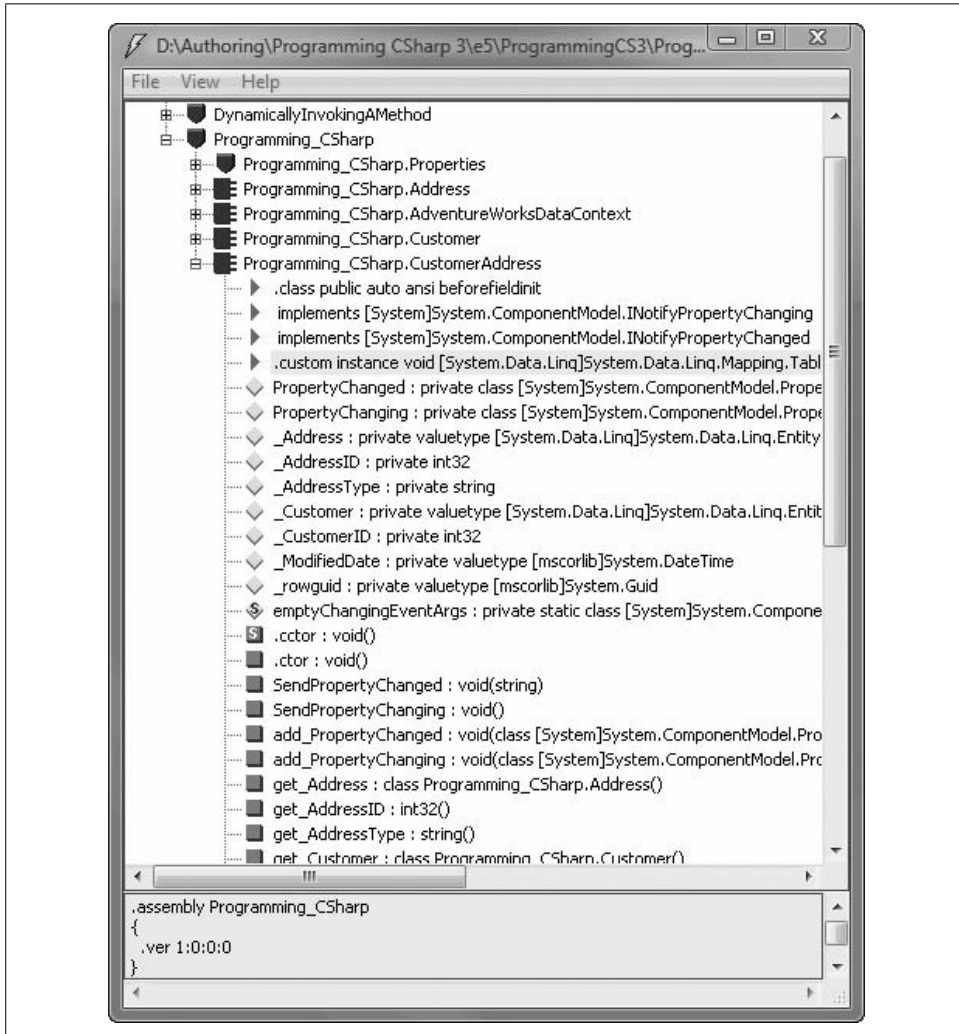 D:\Authoring\Programming CSharp 3\e5\ProgrammingCS3\Prog...
File View Help
DynamicallyInvokingAMethod
Programming_CSharp
Programming_CSharp.Properties
Programming_CSharp.Address
Programming_CSharp.AdventureWorksDataContext
Programming_CSharp.Customer
Programming_CSharp.CustomerAddress
.class public auto ansi beforefieldinit
implements [System]System.ComponentModel.INotifyPropertyChanging
implements [System]System.ComponentModel.INotifyPropertyChanged
.custom instance void [System.Data.Linq]System.Data.Linq.Mapping.Tabl
PropertyChanged : private class [System]System.ComponentModel.Prope
PropertyChanging : private class [System]System.ComponentModel.Prope
_Address : private valuetype [System.Data.Linq]System.Data.Linq.Entity
_AddressID : private int32
_AddressType : private string
_Customer : private valuetype [System.Data.Linq]System.Data.Linq.Entit
_CustomerID : private int32
_ModifiedDate : private valuetype [mscorlib]System.DateTime
_rowguid : private valuetype [mscorlib]System.Guid
S emptyChangingEventArgs : private static class [System]System.Compone
S .cctor : void()
.ctor : void()
SendPropertyChanged : void(string)
SendPropertyChanging : void()
add_PropertyChanged : void(class [System]System.ComponentModel.Pro
add_PropertyChanging : void(class [System]System.ComponentModel.Prc
get_Address : class Programming_CSharp.Address()
get_AddressID : int32()
get_AddressType : string()
get_Customer : class Programming_CSharp.Customer()
.assembly Programming_CSharp
{
.ver 1:0:0:0
}